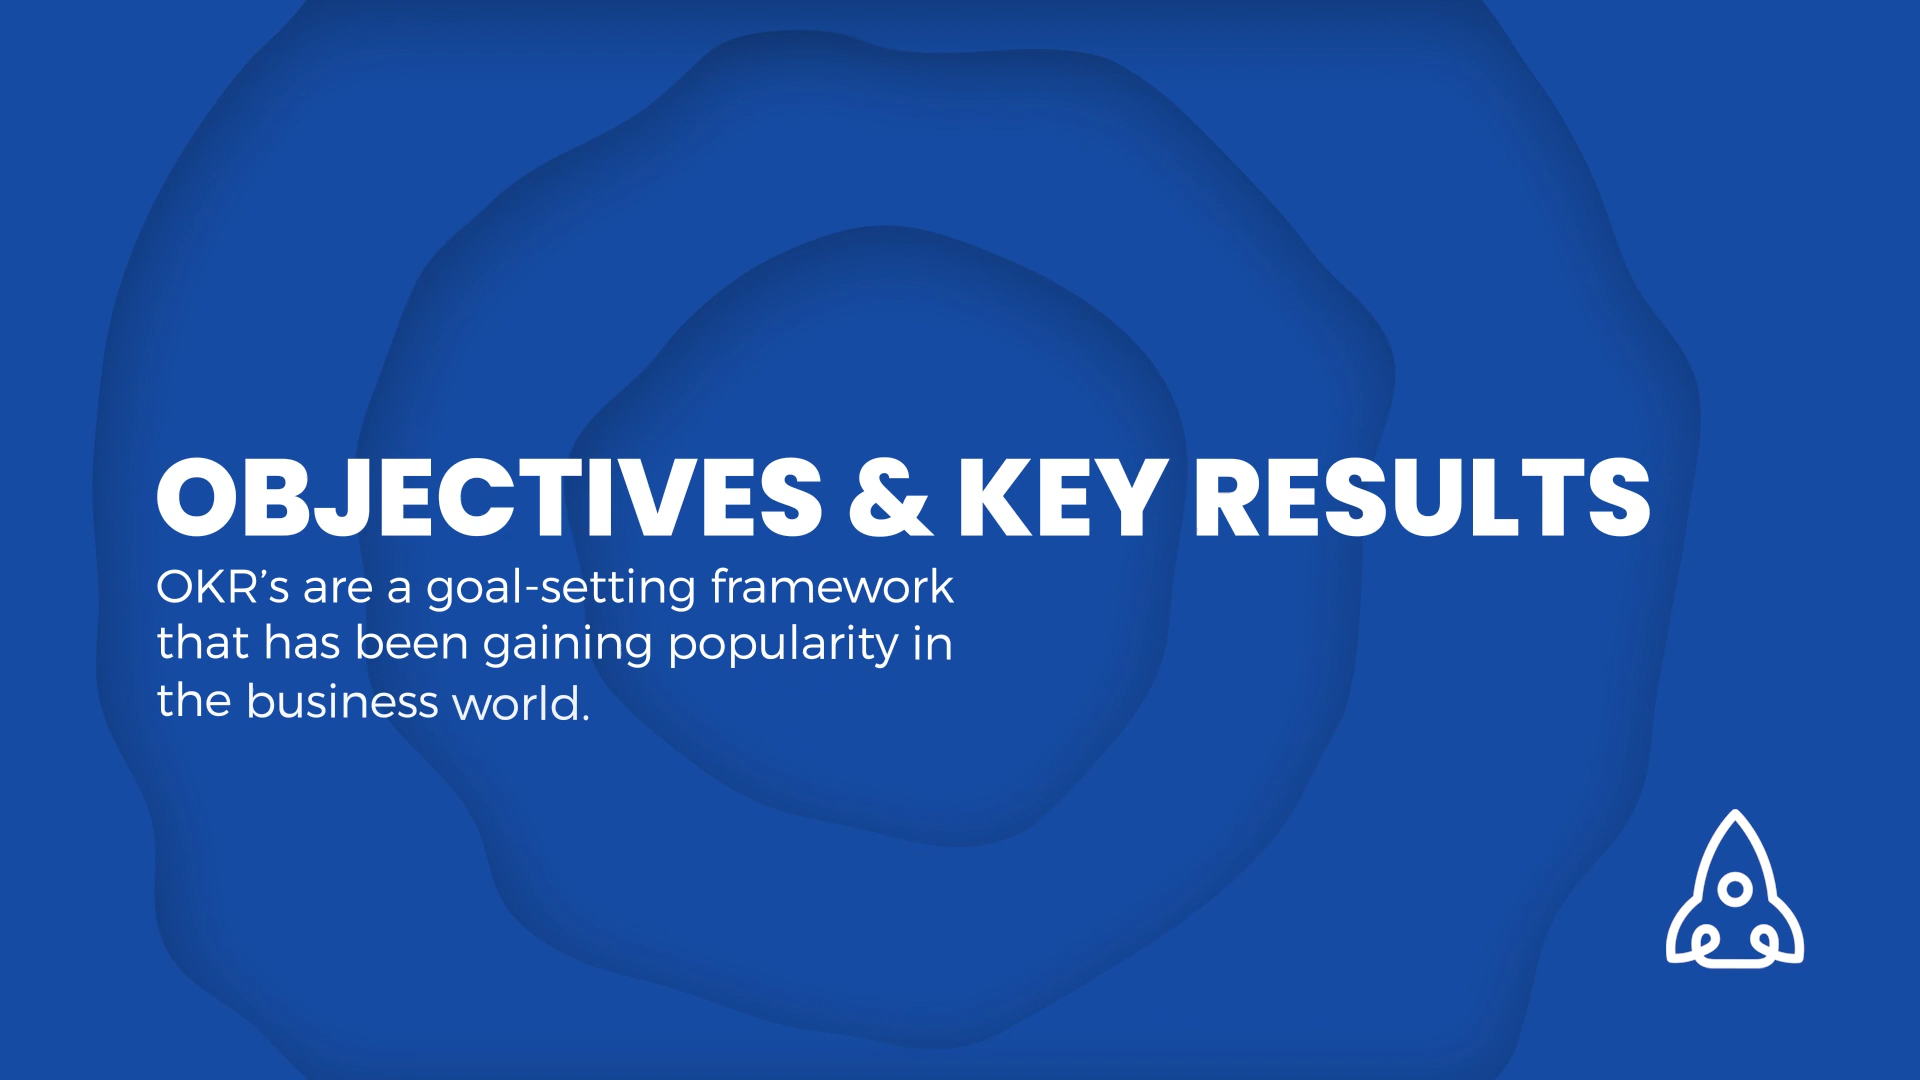 OBJECTIVES & KEY RESULTS
OKR’s are a goal-setting framework
that has been gaining popularity in
the business world.